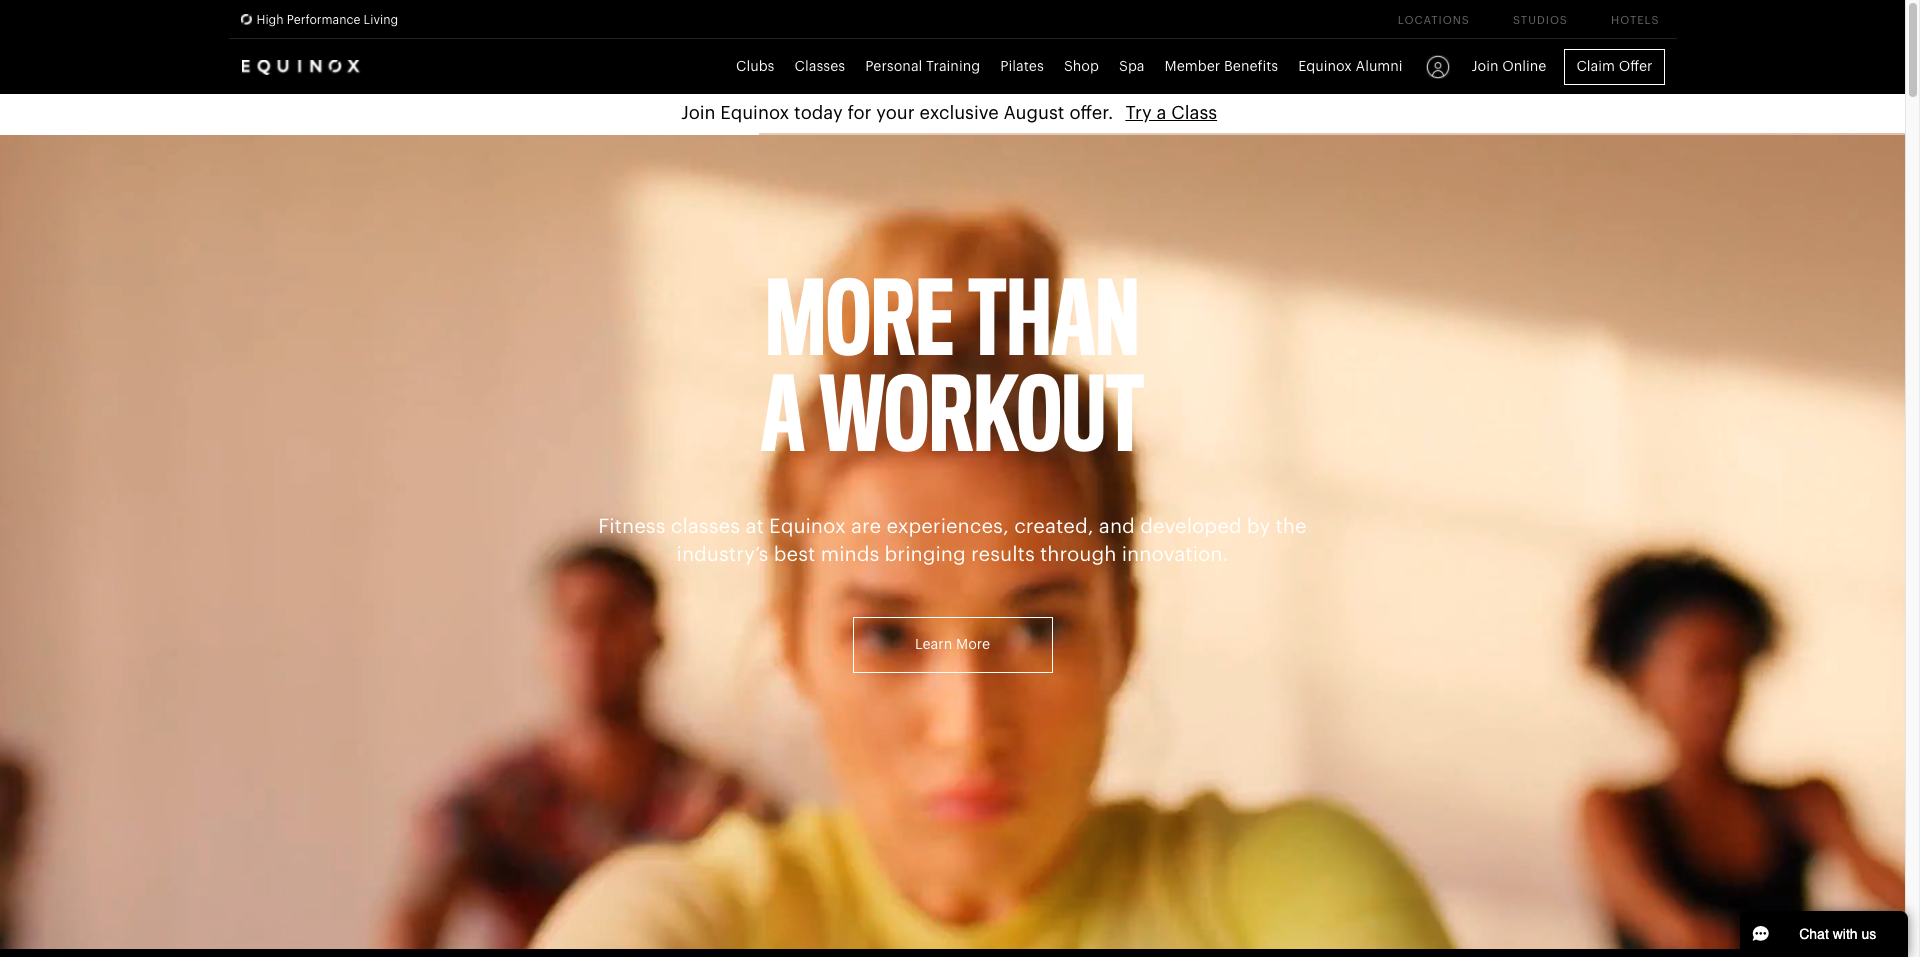 High Performance Living
LOCATIONS STUDIOS HOTELS
EQUINOX
Clubs Classes Personal Training Pilates Shop Spa Member Benefits Equinox Alumni Join Online Claim Offer
Join Equinox today for your exclusive August offer. Try a Class
MORE THAN
A WORKOUT
Fitness classes at Equinox are experiences, created, and developed by the
industry’s best minds bringing results through innovation.
Learn More
Chat with us